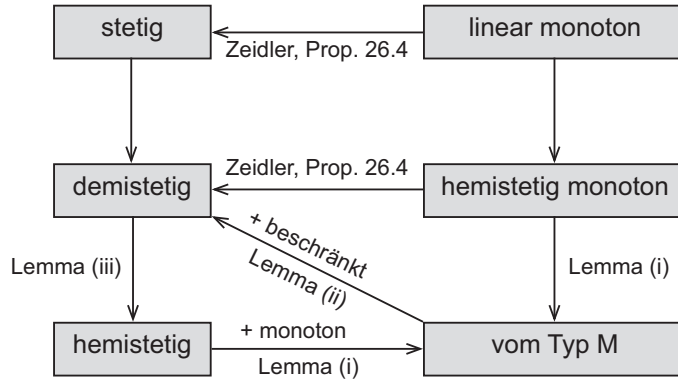 stetig
linear monoton
Zeidler, Prop. 26.4
demistetig
Zeidler, Prop. 26.4
hemistetig monoton
+ beschränkt
Lemma (ii)
Lemma (iii)
Lemma (i)
hemistetig
+ monoton
Lemma (i)
vom Typ M